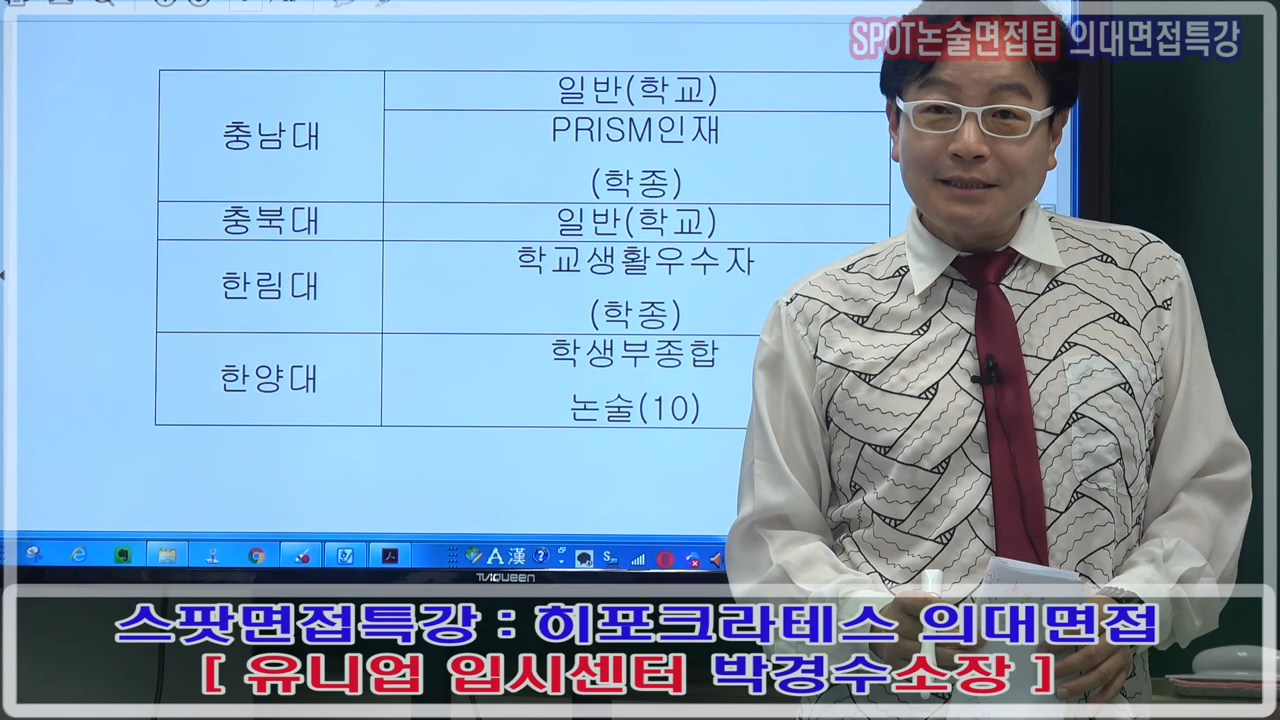 SPOT논술면접팀 의대면접특강
충남대
일반(학교)
PRISM인재
(학종)
충북대
일반(학교)
한림대
학교생활우수자
(학종)
한양대
학생부종합
논술(10)
A 漢
TViQueen
스팟면접특강 : 히포크라테스 의대면접
[ 유니업 입시센터 박경수소장 ]